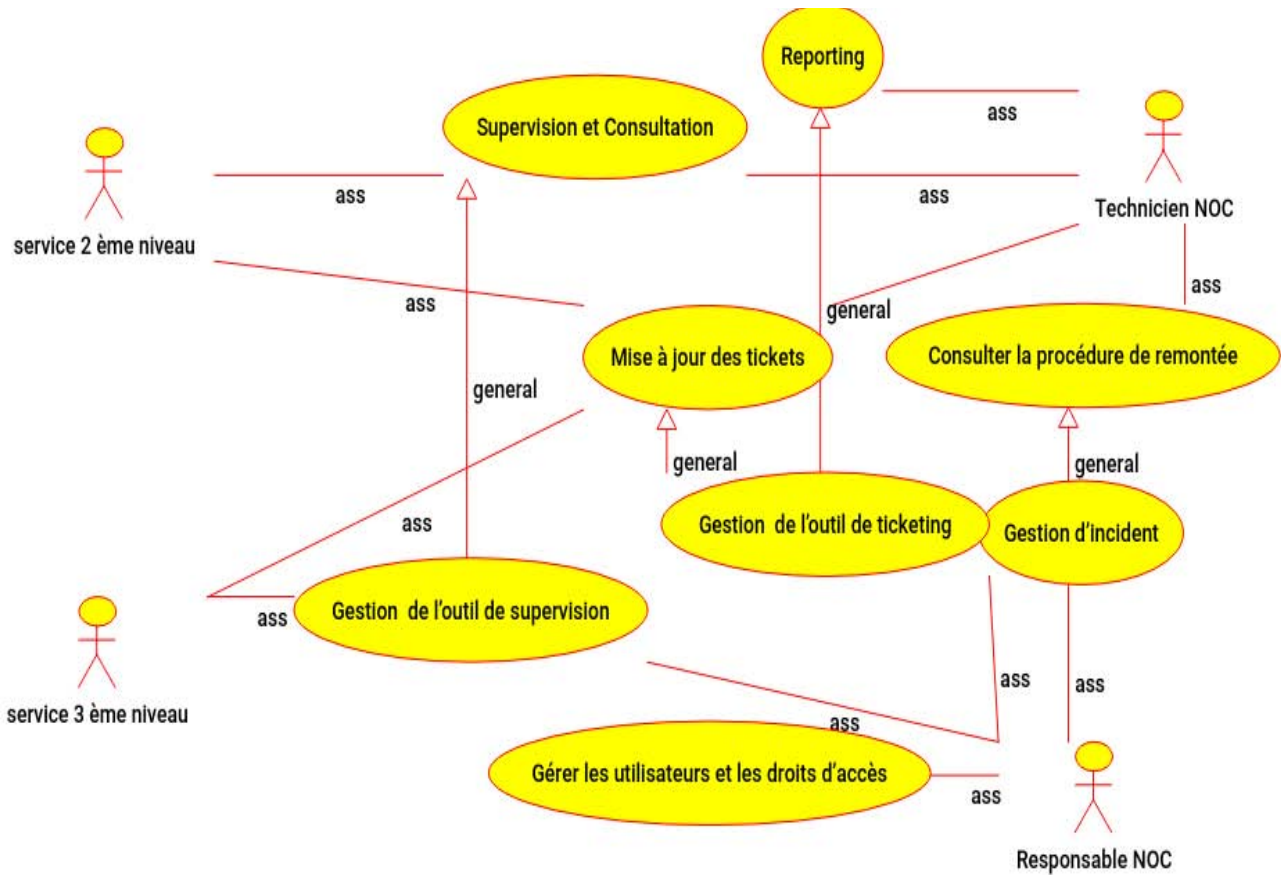 Reporting
Supervision et Consultation
ass
ass
ass
Technicien NOC
service 2 ème niveau
ass
general
ass
Mise à jour des tickets
Consulter la procédure de remontée
general
general
general
ass
Gestion de l'outil de ticketing
Gestion d'incident
ass
Gestion de l'outil de supervision
service 3 ème niveau
ass
ass
ass
Gérer les utilisateurs et les droits d'accès
ass
Responsable NOC